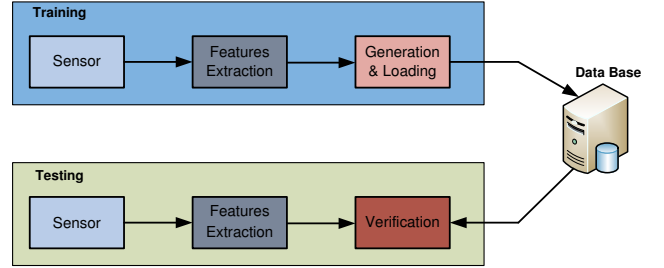 Training
Sensor
Features
Extraction
Generation
& Loading
Data Base
Testing
Sensor
Features
Extraction
Verification